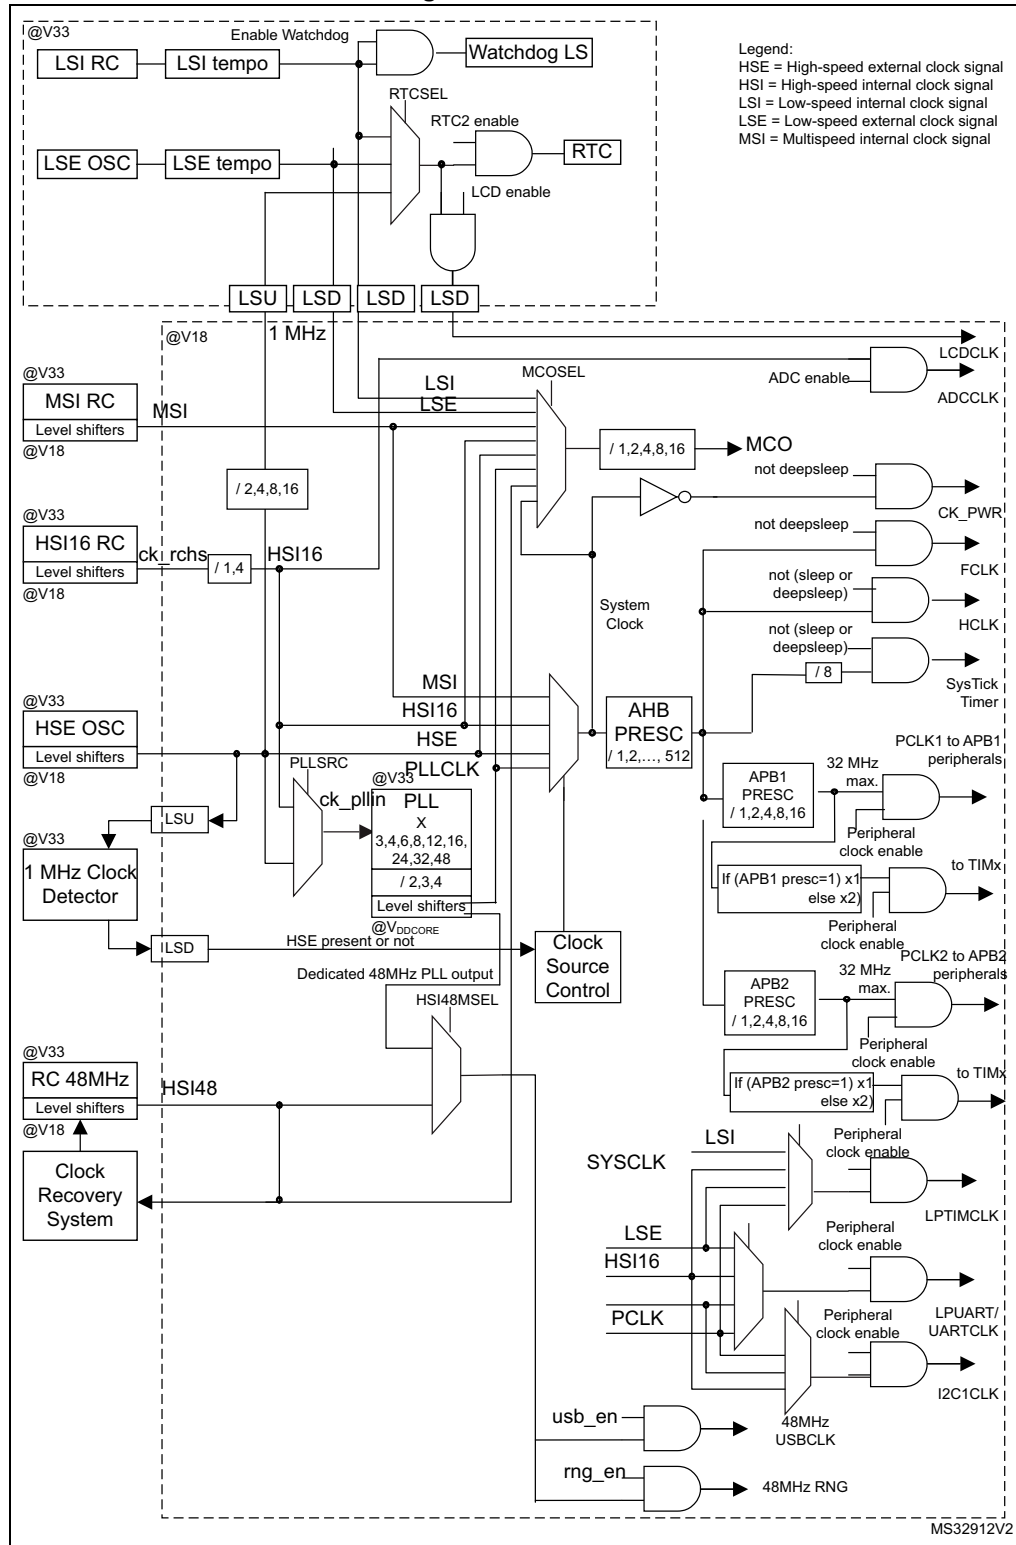 @V33
Enable Watchdog
LSI RC
LSI tempo
Watchdog LS
Legend:
HSE = High-speed external clock signal
HSI = High-speed internal clock signal
LSI = Low-speed internal clock signal
LSE = Low-speed external clock signal
MSI = Multispeed internal clock signal
RTCSEL
RTC2 enable
LSE OSC
LSE tempo
RTC
LCD enable
LSU
LSD
LSD
LSD
@V18
1 MHz
LCDCLK
@V33
MSI RC
Level shifters
@V18
MSI
LSI
LSE
MCOSEL
ADC enable
ADCCLK
/ 1,2,4,8,16
MCO
/ 2,4,8,16
not deepsleep
CK_PWR
@V33
HSI16 RC
Level shifters
@V18
ck_rchs
/ 1,4
HSI16
not deepsleep
FCLK
System
Clock
not (sleep or
deepsleep)
HCLK
not (sleep or
deepsleep)
/ 8
SysTick
Timer
MSI
HSI16
HSE
PLLCLK
AHB
PRESC
/ 1,2,…, 512
@V33
HSE OSC
Level shifters
@V18
PLLSRC
ck_pllin
@V33
PLL
X
3,4,6,8,12,16,
24,32,48
/ 2,3,4
Level shifters
@VDDCORE
PCLK1 to APB1
peripherals
32 MHz
max.
APB1
PRESC
/ 1,2,4,8,16
Peripheral
clock enable
LSU
@V33
1 MHz Clock
Detector
to TIMx
If (APB1 presc=1) x1
else x2)
Peripheral
clock enable
LSD
HSE present or not
Clock
Source
Control
Dedicated 48MHz PLL output
HSI48MSEL
PCLK2 to APB2
peripherals
32 MHz
max.
APB2
PRESC
/ 1,2,4,8,16
Peripheral
clock enable
@V33
RC 48MHz
Level shifters
@V18
HSI48
to TIMx
If (APB2 presc=1) x1
else x2)
Peripheral
clock enable
Clock
Recovery
System
LSI
SYSCLK
LPTIMCLK
LSE
HSI16
PCLK
Peripheral
clock enable
LPUART/
UARTCLK
Peripheral
clock enable
I2C1CLK
usb_en
48MHz
USBCLK
rng_en
48MHz RNG
MS32912V2